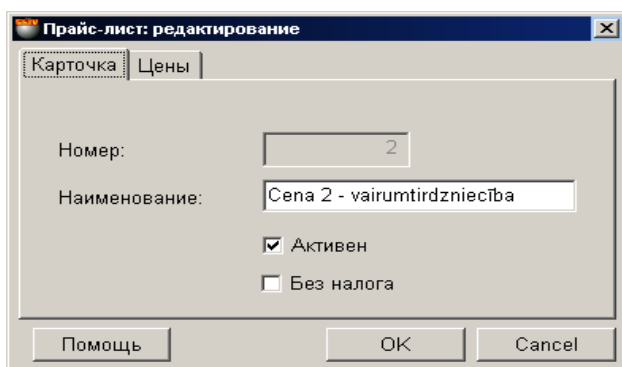 Прайс-лист: редактирование
Карточка Цены
Номер: 2
Наименование: Cena 2 - vairumtirdzniecība
Активен
Без налога
Помощь OK Cancel